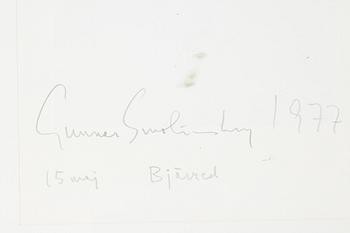 Gunnar Smoliansky 1977
15 maj Bjärred